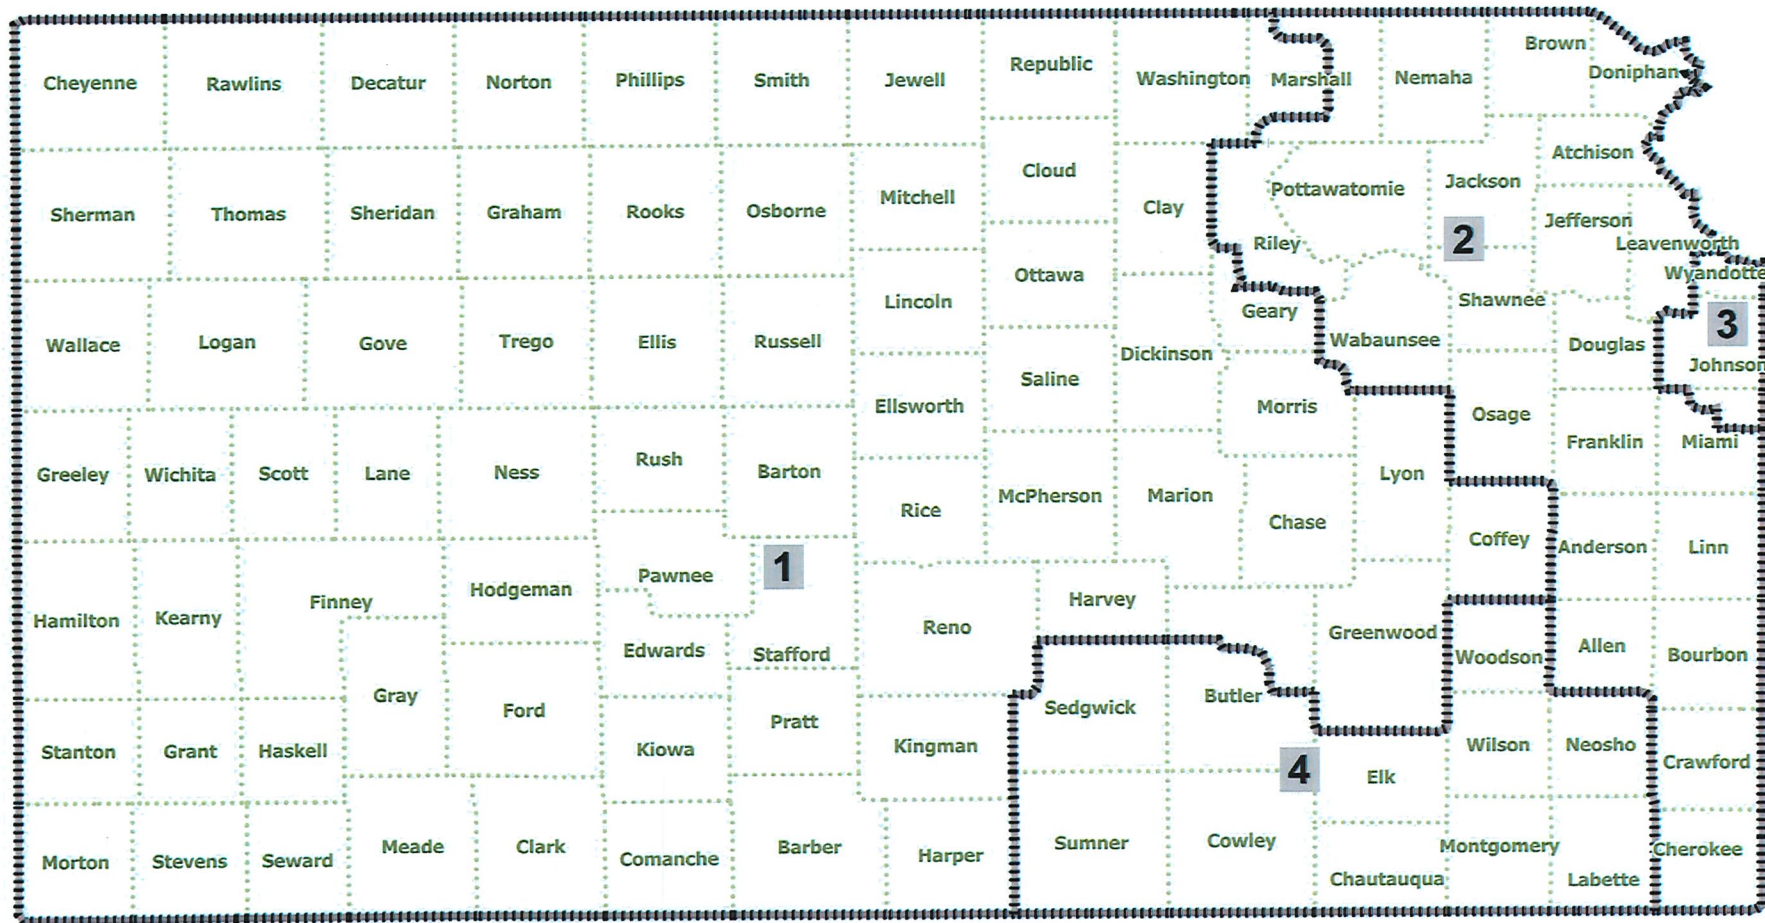 Cheyenne
Rawlins
Decatur
Norton
Phillips
Smith
Jewell
Republic
Washington
Marshall
Nemaha
Brown
Doniphan
Sherman
Thomas
Sheridan
Graham
Rooks
Osborne
Mitchell
Cloud
Clay
Riley
Pottawatomie
Jackson
Atchison
Jefferson
2
Leavenworth
Wyandotte
Wallace
Logan
Gove
Trego
Ellis
Russell
Lincoln
Ottawa
Dickinson
Geary
Wabaunsee
Shawnee
Douglas
3
Johnson
Ellsworth
Saline
Morris
Osage
Franklin
Miami
Greeley
Wichita
Scott
Lane
Ness
Rush
Barton
Rice
McPherson
Marion
Chase
Lyon
Coffey
Anderson
Linn
Hamilton
Kearny
Finney
Hodgeman
Pawnee
1
Edwards
Stafford
Reno
Harvey
Greenwood
Woodson
Allen
Bourbon
Gray
Ford
Sedgwick
Butler
Stanton
Grant
Haskell
Kiowa
Pratt
Kingman
4
Elk
Wilson
Neosho
Crawford
Morton
Stevens
Seward
Meade
Clark
Comanche
Barber
Harper
Sumner
Cowley
Chautauqua
Montgomery
Labette
Cherokee